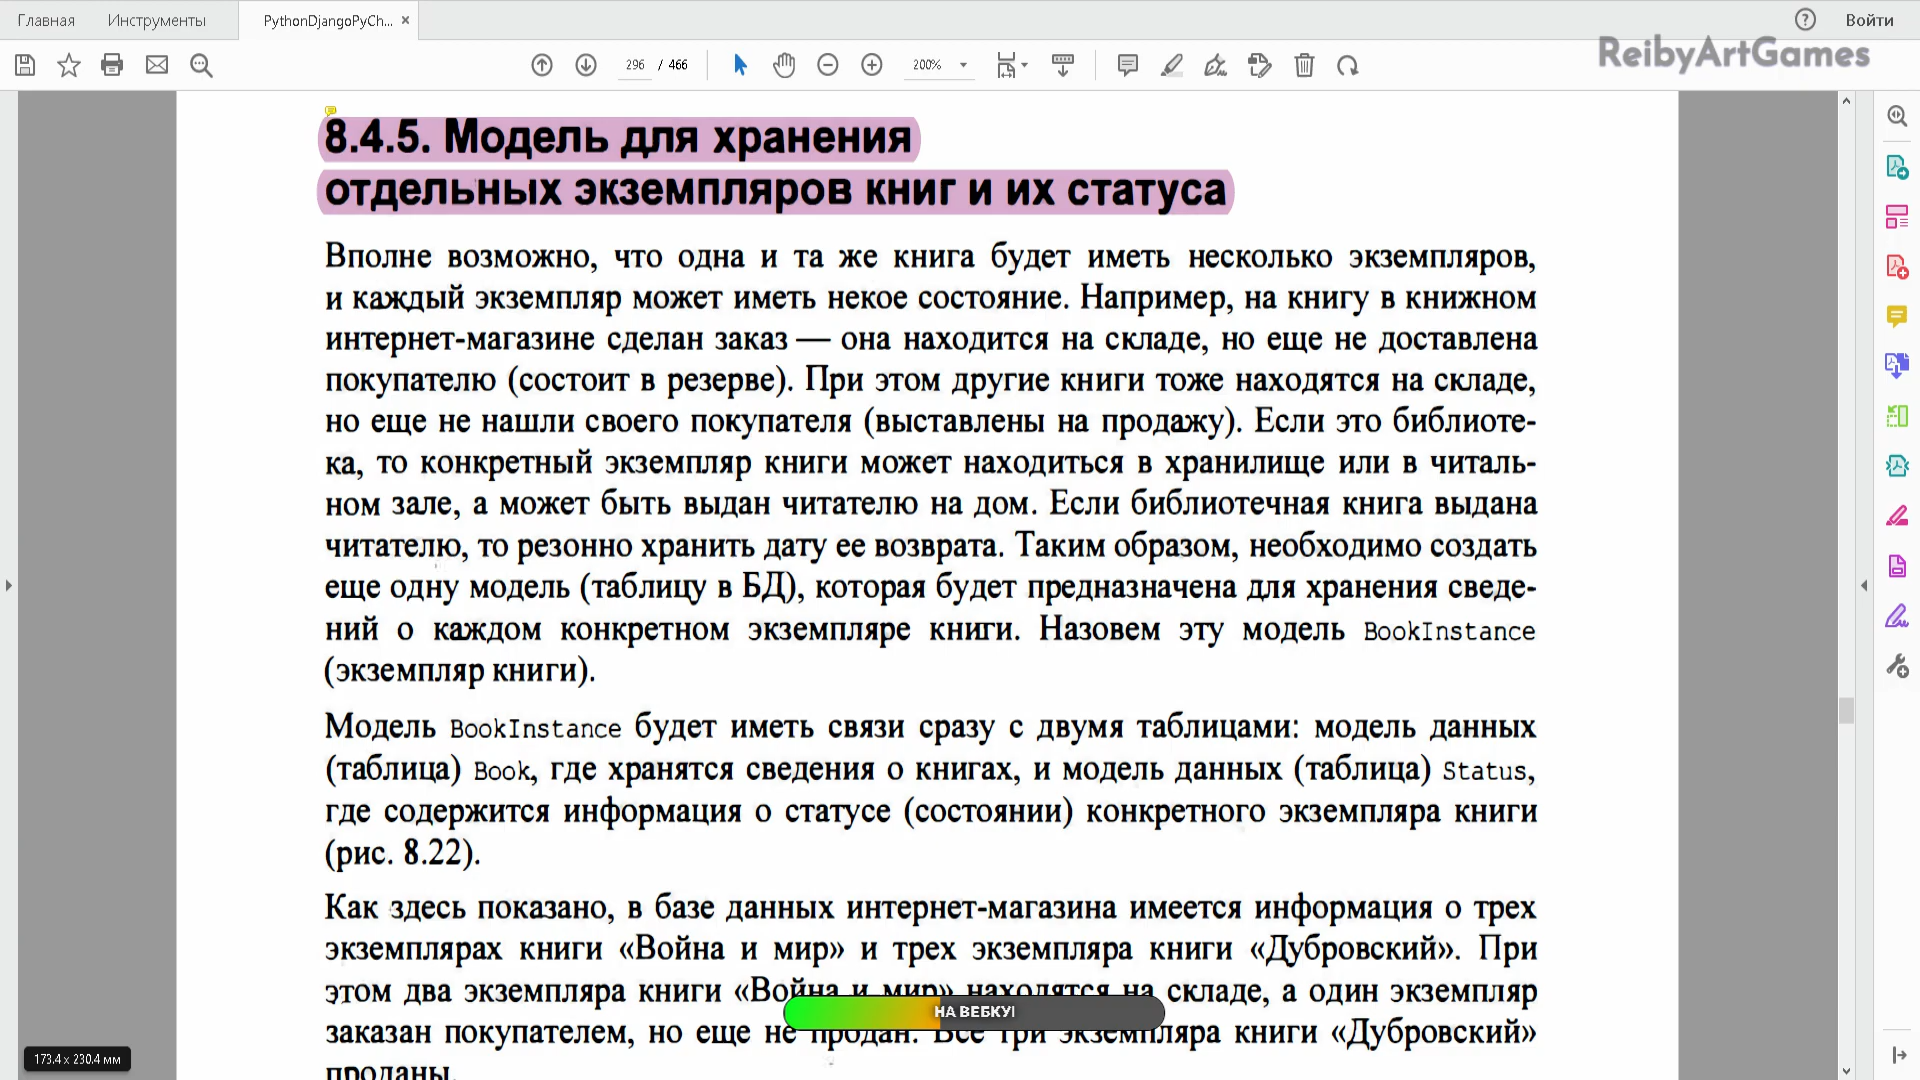 Главная Инструменты PythonDjangoPyCh... × Войти
ReibyArtGames
296 / 466 200%
8.4.5. Модель для хранения
отдельных экземпляров книг и их статуса
Вполне возможно, что одна и та же книга будет иметь несколько экземпляров,
и каждый экземпляр может иметь некое состояние. Например, на книгу в книжном
интернет-магазине сделан заказ — она находится на складе, но еще не доставлена
покупателю (состоит в резерве). При этом другие книги тоже находятся на складе,
но еще не нашли своего покупателя (выставлены на продажу). Если это библиоте-
ка, то конкретный экземпляр книги может находиться в хранилище или в читаль-
ном зале, а может быть выдан читателю на дом. Если библиотечная книга выдана
читателю, то резонно хранить дату ее возврата. Таким образом, необходимо создать
еще одну модель (таблицу в БД), которая будет предназначена для хранения сведе-
ний о каждом конкретном экземпляре книги. Назовем эту модель BookInstance
(экземпляр книги).
Модель BookInstance будет иметь связи сразу с двумя таблицами: модель данных
(таблица) Book, где хранятся сведения о книгах, и модель данных (таблица) Status,
где содержится информация о статусе (состоянии) конкретного экземпляра книги
(рис. 8.22).
Как здесь показано, в базе данных интернет-магазина имеется информация о трех
экземплярах книги «Война и мир» и трех экземпляра книги «Дубровский». При
этом два экземпляра книги «Война и мир» находятся на складе, а один экземпляр
НА ВЕБКУ!
заказан покупателем, но еще не продан. Все три экземпляра книги «Дубровский»
проданы.
173.4 x 230.4 мм